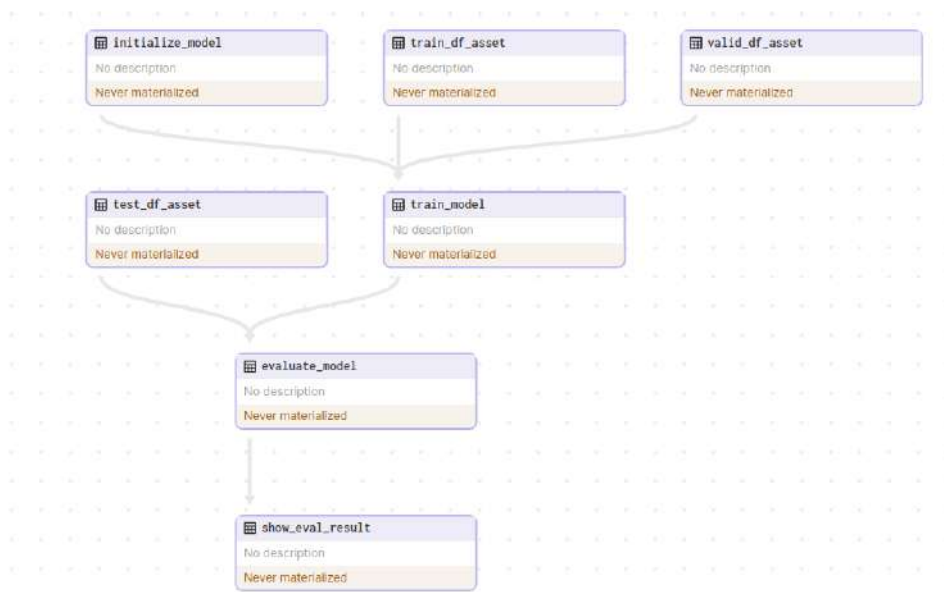 initialize_model
No description
Never materialized
train_df_asset
No description
Never materialized
valid_df_asset
No description
Never materialized
test_df_asset
No description
Never materialized
train_model
No description
Never materialized
evaluate_model
No description
Never materialized
show_eval_result
No description
Never materialized